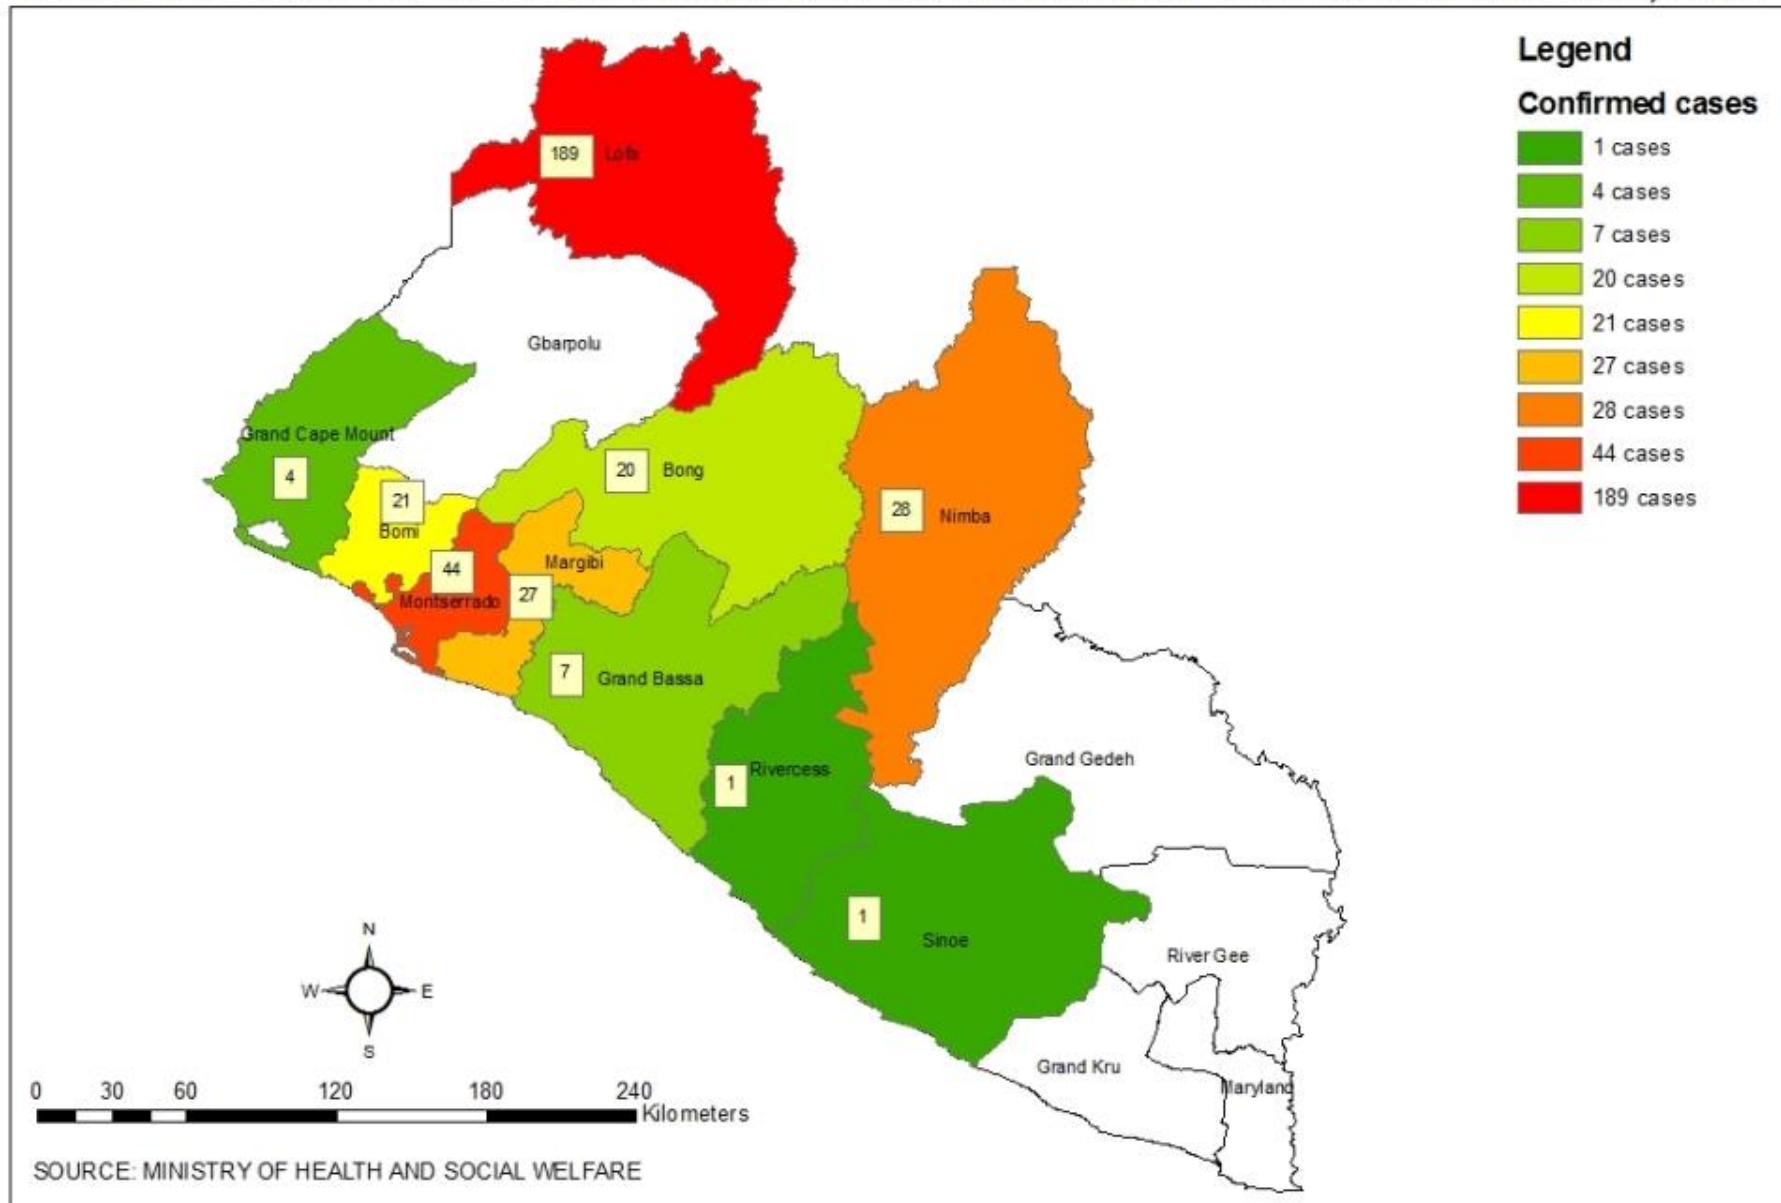 Legend
Confirmed cases
1 cases
4 cases
7 cases
20 cases
21 cases
27 cases
28 cases
44 cases
189 cases
189 Lofa
Gbarpolu
Grand Cape Mount
4
20 Bong
21
Bomi
28 Nimba
44
Margibi
Montserrado
27
7 Grand Bassa
Grand Gedeh
Rivercess
1
1
Sinoe
River Gee
Grand Kru
Maryland
N
W E
S
0 30 60 120 180 240
Kilometers
SOURCE: MINISTRY OF HEALTH AND SOCIAL WELFARE